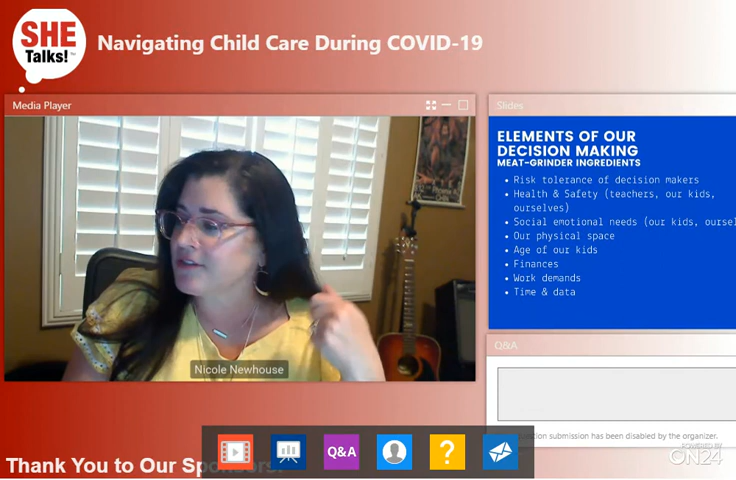 SHE
Talks!
Navigating Child Care During COVID-19
Media Player
Slides
ELEMENTS OF OUR
DECISION MAKING
MEAT-GRINDER INGREDIENTS
• Risk tolerance of decision makers
• Health & Safety (teachers, our kids,
ourselves)
• Social emotional needs (our kids, oursel
• Our physical space
• Age of our kids
• Finances
• Work demands
• Time & data
Nicole Newhouse
Q&A
submission has been disabled by the organizer.
Q&A
?
POWERED BY
ON24
Thank You to Our Sponsors: